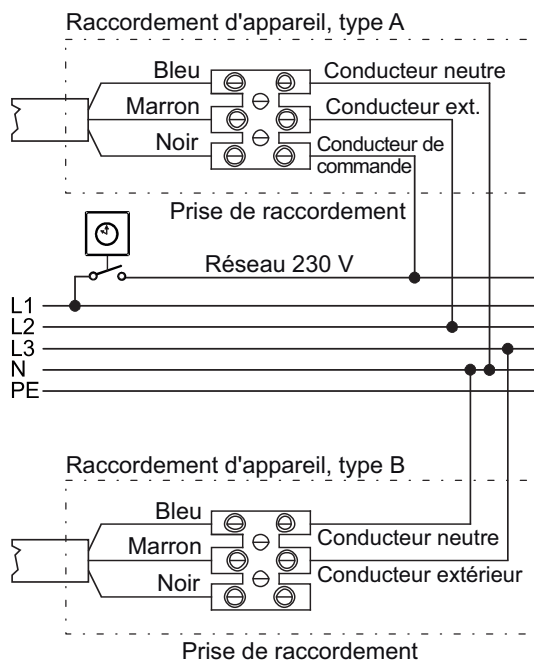 Raccordement d'appareil, type A
Bleu
Conducteur neutre
Marron
Conducteur ext.
Noir
Conducteur de
commande
Prise de raccordement
Réseau 230 V
L1
L2
L3
N
PE
Raccordement d'appareil, type B
Bleu
Conducteur neutre
Marron
Conducteur extérieur
Noir
Prise de raccordement